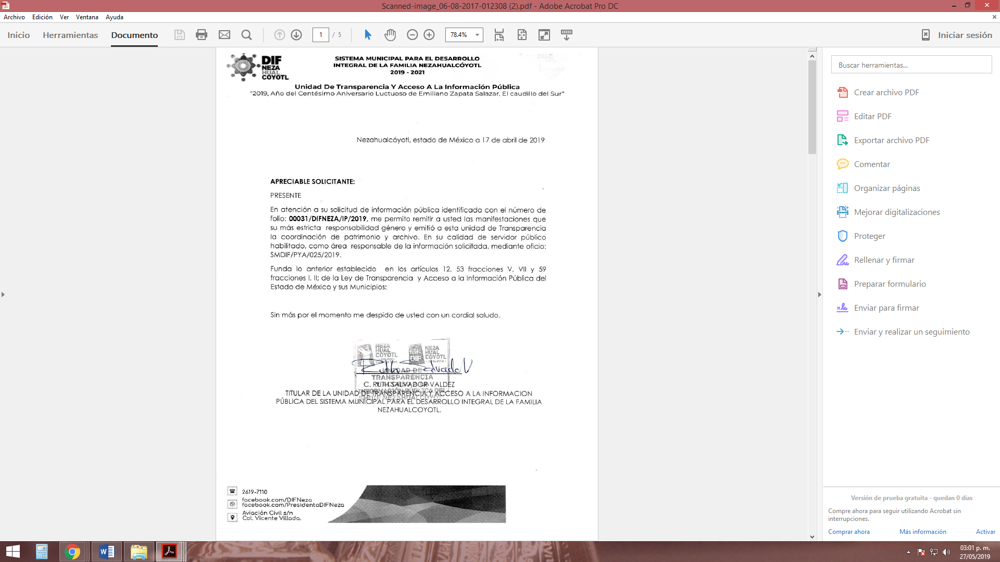 Scanned-image_06-08-2017-012308 (2).pdf - Adobe Acrobat Pro DC
Archivo Edición Ver Ventana Ayuda
Inicio Herramientas Documento 1 / 5 78.4% Iniciar sesión
DIF
NEZA
HUAL
COYOTL
SISTEMA MUNICIPAL PARA EL DESARROLLO
INTEGRAL DE LA FAMILIA NEZAHUALCÓYOTL
2019 - 2021
Unidad De Transparencia Y Acceso A La Información Pública
"2019, Año del Centésimo Aniversario Luctuoso de Emiliano Zapata Salazar, El caudillo del Sur"
Nezahualcóyotl, estado de México a 17 de abril de 2019
APRECIABLE SOLICITANTE:
PRESENTE
En atención a su solicitud de información pública identificada con el número de
folio: 00031/DIFNEZA/IP/2019, me permito remitir a usted las manifestaciones que
su más estricta responsabilidad género y emitió a esta unidad de Transparencia
la coordinación de patrimonio y archivo. En su calidad de servidor público
habilitado, como área responsable de la información solicitada, mediante oficio:
SMDIF/PYA/025/2019.
Funda lo anterior establecido en los artículos 12, 53 fracciones V, VII y 59
fracciones I, II; de la Ley de Transparencia y Acceso a la Información Pública del
Estado de México y sus Municipios:
Sin más por el momento me despido de usted con un cordial saludo.
NEZA
HUAL
COYOTL
NEZA
HUAL
COYOTL
DIF
Ruth Salvador V
UNIDAD DE
TRANSPARENCIA
C. RUTH SALVADOR VALDEZ
TITULAR DE LA UNIDAD DE TRANSPARENCIA Y ACCESO A LA INFORMACION
PÚBLICA DEL SISTEMA MUNICIPAL PARA EL DESARROLLO INTEGRAL DE LA FAMILIA
NEZAHUALCOYOTL.
2619-7110
facebook.com/DIFNeza
facebook.com/PresidentaDIFNeza
Aviación Civil s/n
Col. Vicente Villada.
Buscar herramientas...
Crear archivo PDF
Editar PDF
Exportar archivo PDF
Comentar
Organizar páginas
Mejorar digitalizaciones
Proteger
Rellenar y firmar
Preparar formulario
Enviar para firmar
Enviar y realizar un seguimiento
Versión de prueba gratuita - quedan 0 días
Compre ahora para seguir utilizando Acrobat sin
interrupciones.
Comprar ahora Más información Activar
03:01 p. m.
27/05/2019